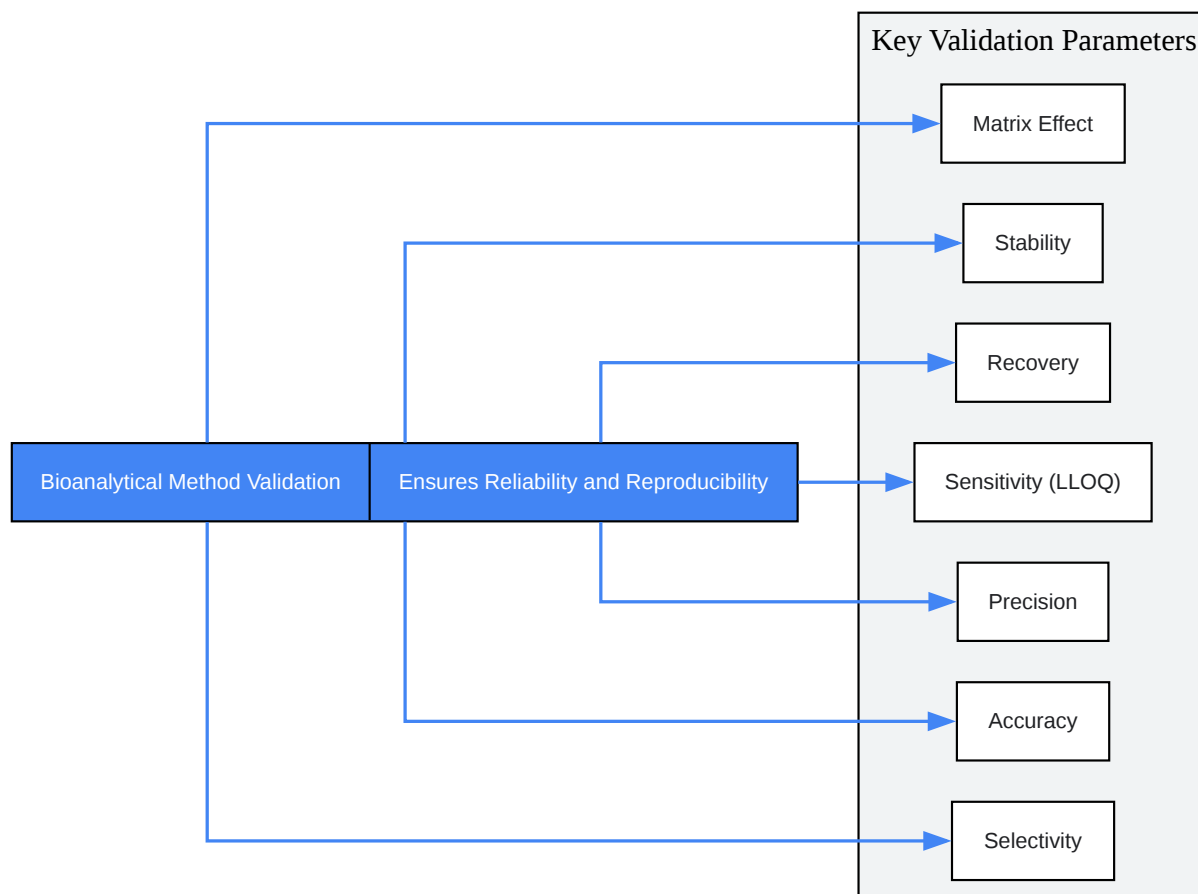 Key Validation Parameters
Matrix Effect
Stability
Recovery
Bioanalytical Method Validation
Ensures Reliability and Reproducibility
Sensitivity (LLOQ)
Precision
Accuracy
Selectivity